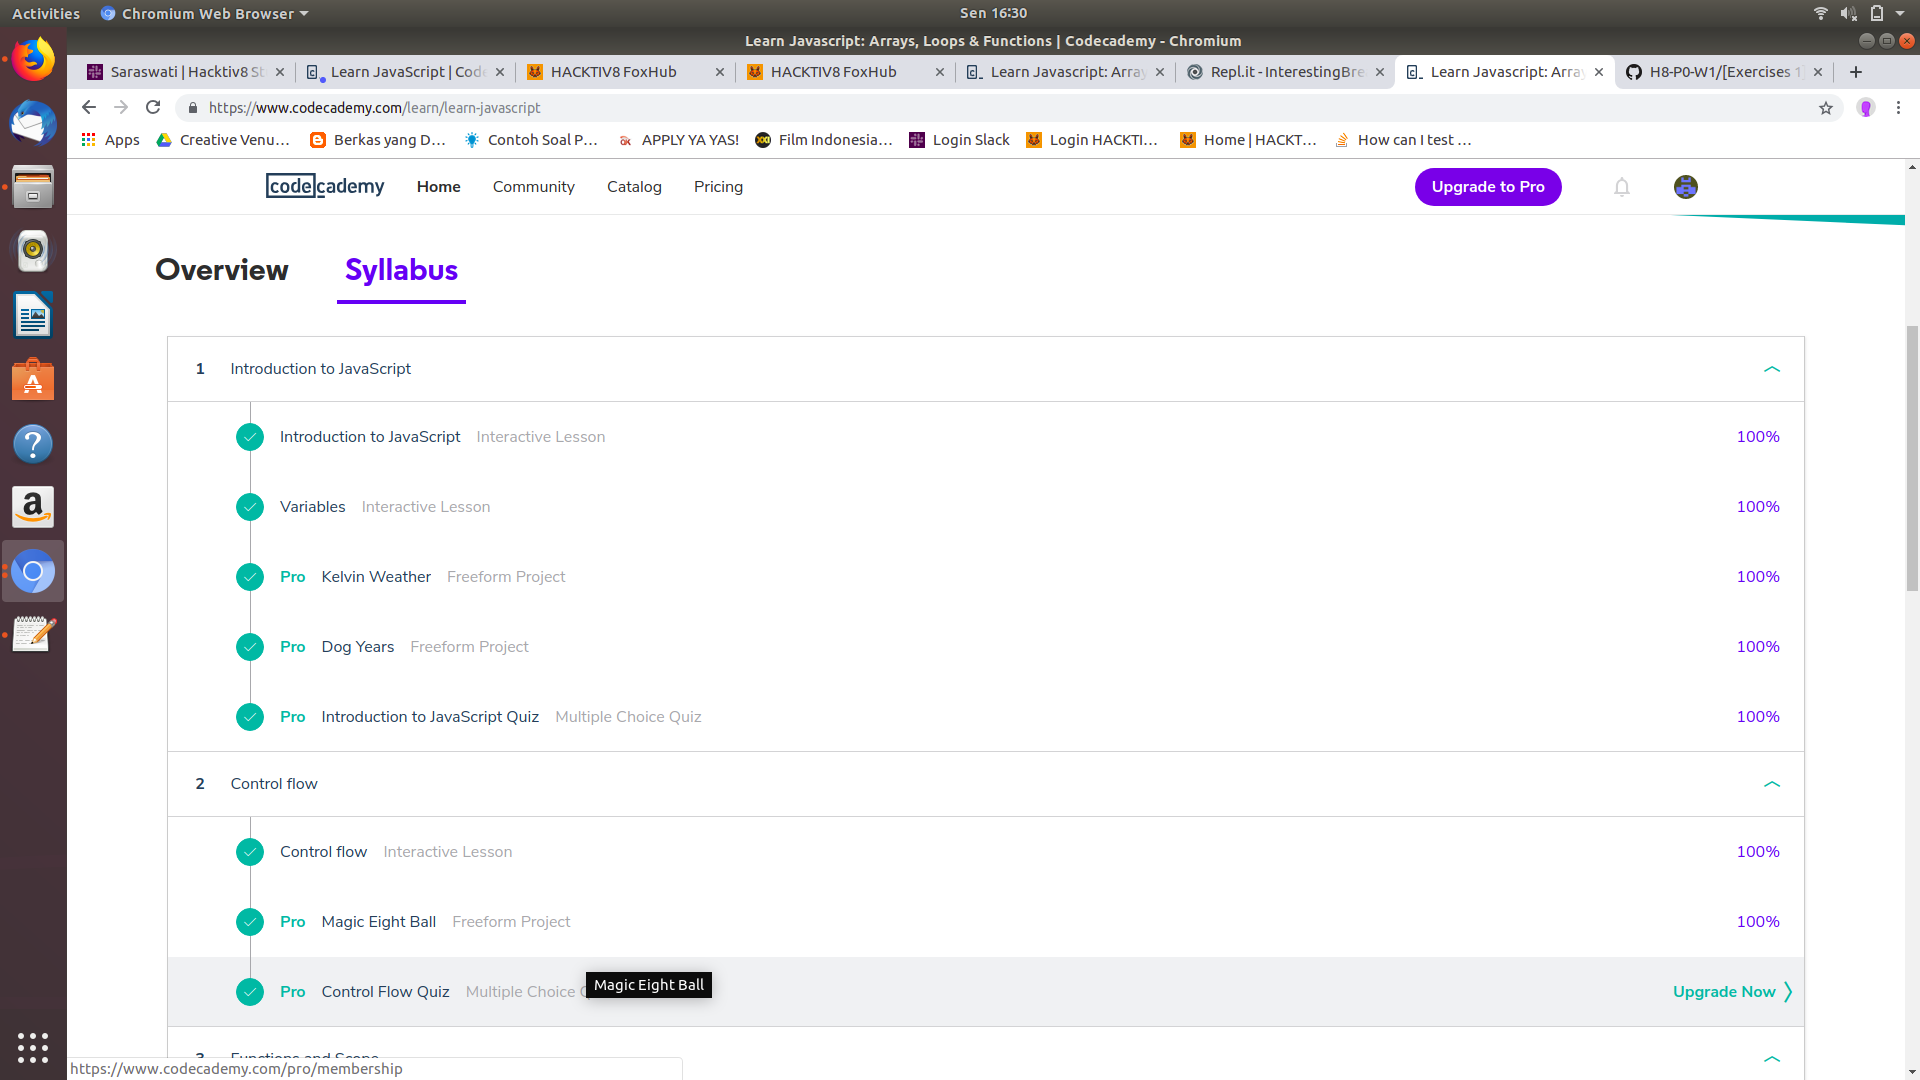 Activities Chromium Web Browser Sen 16:30
Learn Javascript: Arrays, Loops & Functions | Codecademy - Chromium
Saraswati | Hacktiv8 St Learn JavaScript | Code HACKTIV8 FoxHub HACKTIV8 FoxHub Learn Javascript: Array Repl.it - InterestingBre Learn Javascript: Array H8-P0-W1/[Exercises 1
https://www.codecademy.com/learn/learn-javascript
Apps Creative Venu... Berkas yang D... Contoh Soal P... APPLY YA YAS! Film Indonesia... Login Slack Login HACKTI... Home | HACKT... How can I test ...
codecademy Home Community Catalog Pricing Upgrade to Pro
Overview Syllabus
1 Introduction to JavaScript
Introduction to JavaScript Interactive Lesson 100%
Variables Interactive Lesson 100%
Pro Kelvin Weather Freeform Project 100%
Pro Dog Years Freeform Project 100%
Pro Introduction to JavaScript Quiz Multiple Choice Quiz 100%
2 Control flow
Control flow Interactive Lesson 100%
Pro Magic Eight Ball Freeform Project 100%
Magic Eight Ball
Pro Control Flow Quiz Multiple Choice Upgrade Now
3 Functions and Scope
https://www.codecademy.com/pro/membership